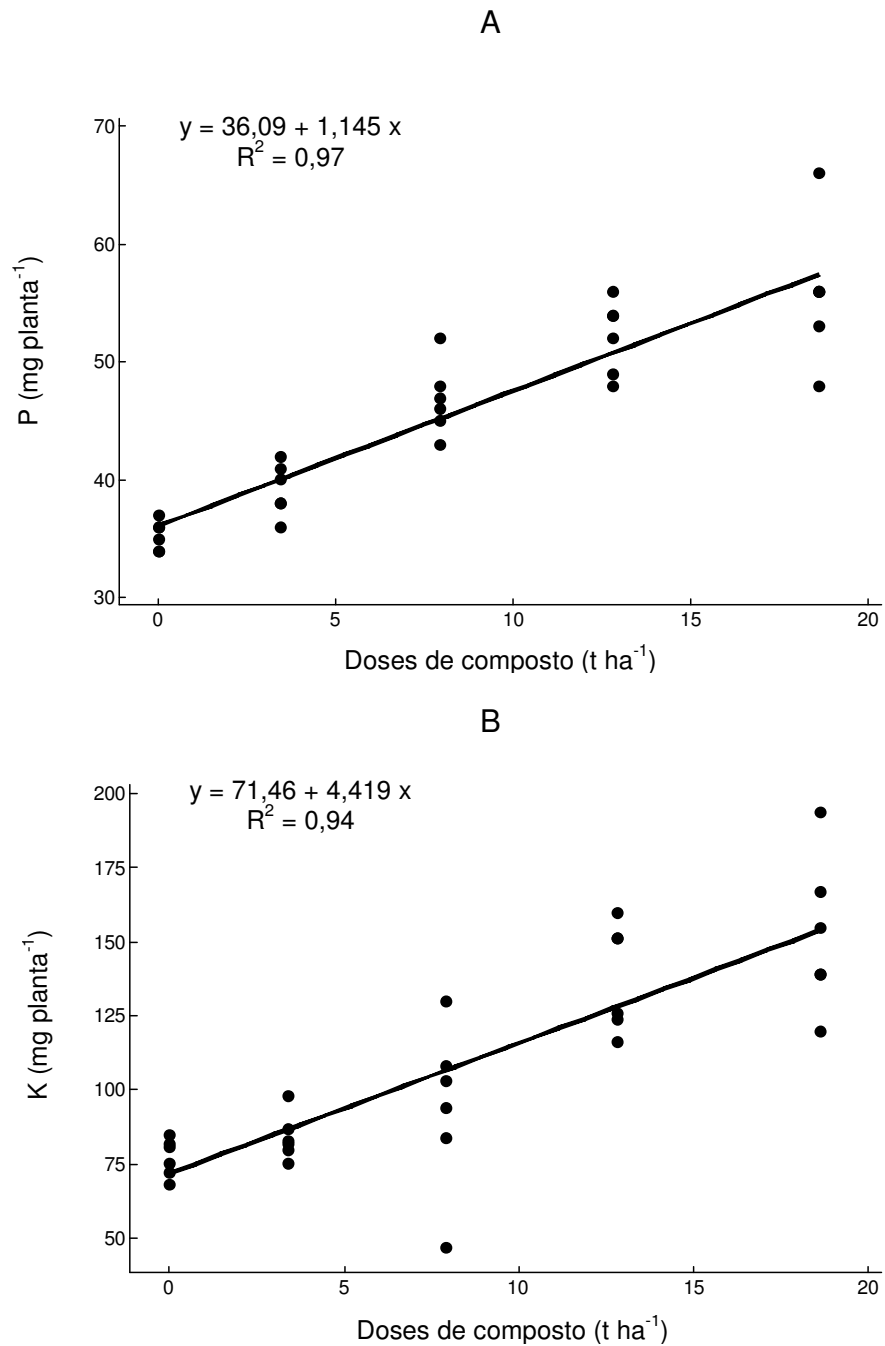 A
y = 36,09 + 1,145 x
R² = 0,97
70
60
50
40
30
P (mg planta⁻¹)
0 5 10 15 20
Doses de composto (t ha⁻¹)
B
y = 71,46 + 4,419 x
R² = 0,94
200
175
150
125
100
75
50
K (mg planta⁻¹)
0 5 10 15 20
Doses de composto (t ha⁻¹)